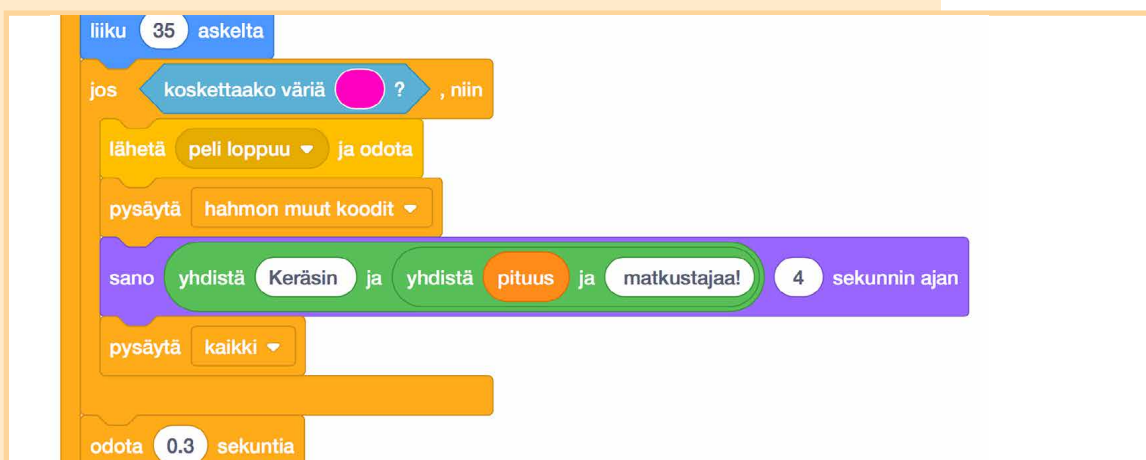 liiku 35 askelta
jos koskettaako väriä ? , niin
lähetä peli loppuu ja odota
pysäytä hahmon muut koodit
sano yhdistä Keräsin ja yhdistä pituus ja matkustajaa! 4 sekunnin ajan
pysäytä kaikki
odota 0.3 sekuntia